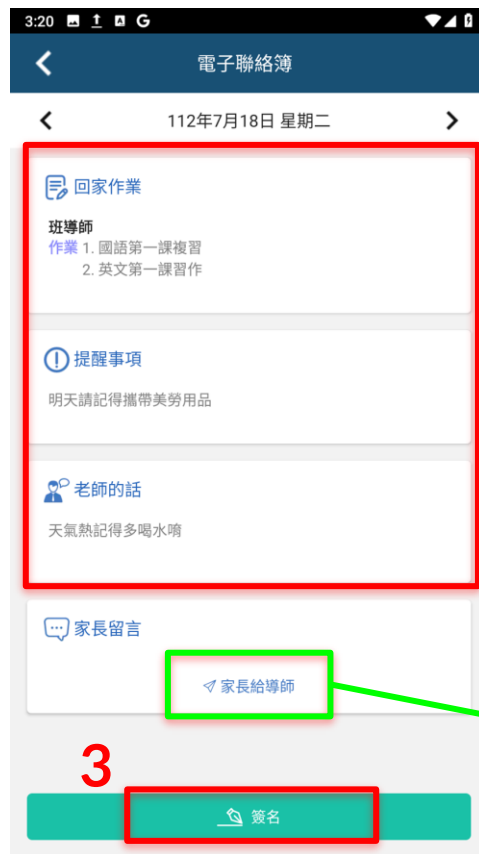 3:20
電子聯絡簿
112年7月18日 星期二
回家作業
班導師
作業 1. 國語第一課複習
2. 英文第一課習作
提醒事項
明天請記得攜帶美勞用品
老師的話
天氣熱記得多喝水唷
家長留言
家長給導師
3
簽名